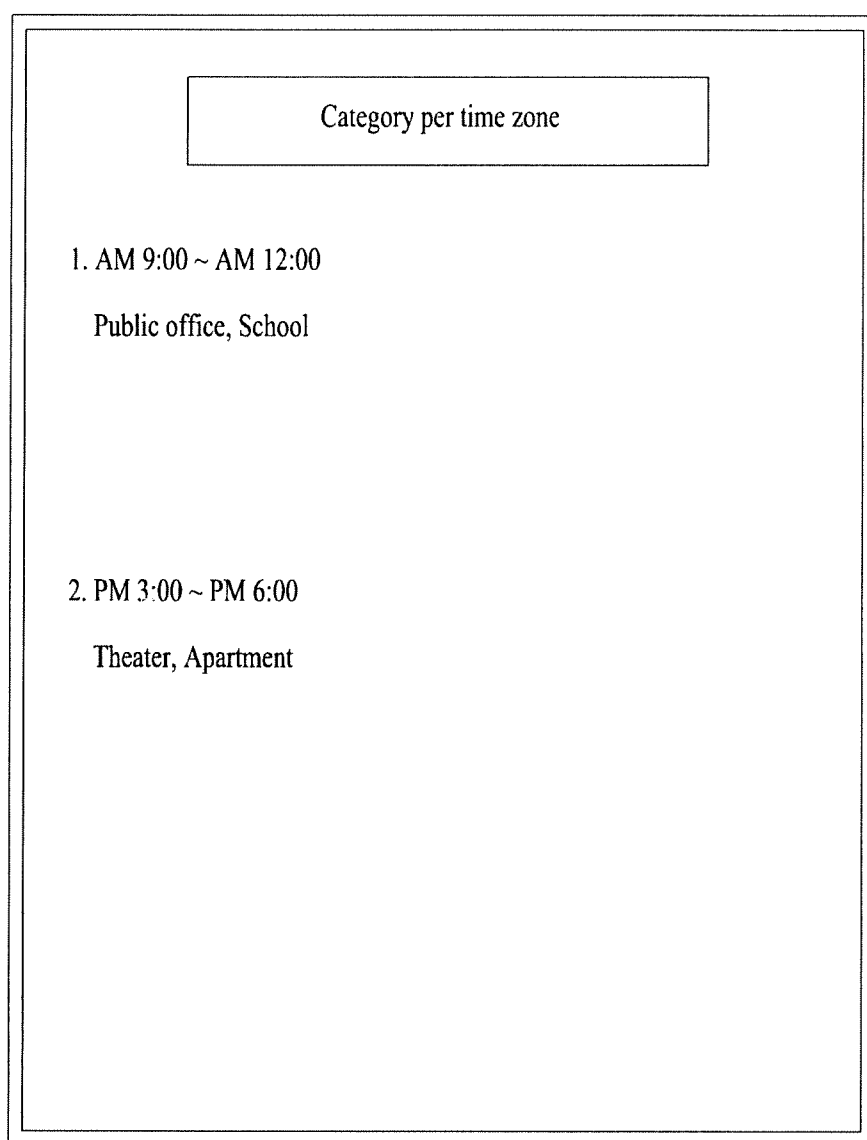 Category per time zone
1. AM 9:00 ~ AM 12:00
Public office, School
2. PM 3:00 ~ PM 6:00
Theater, Apartment